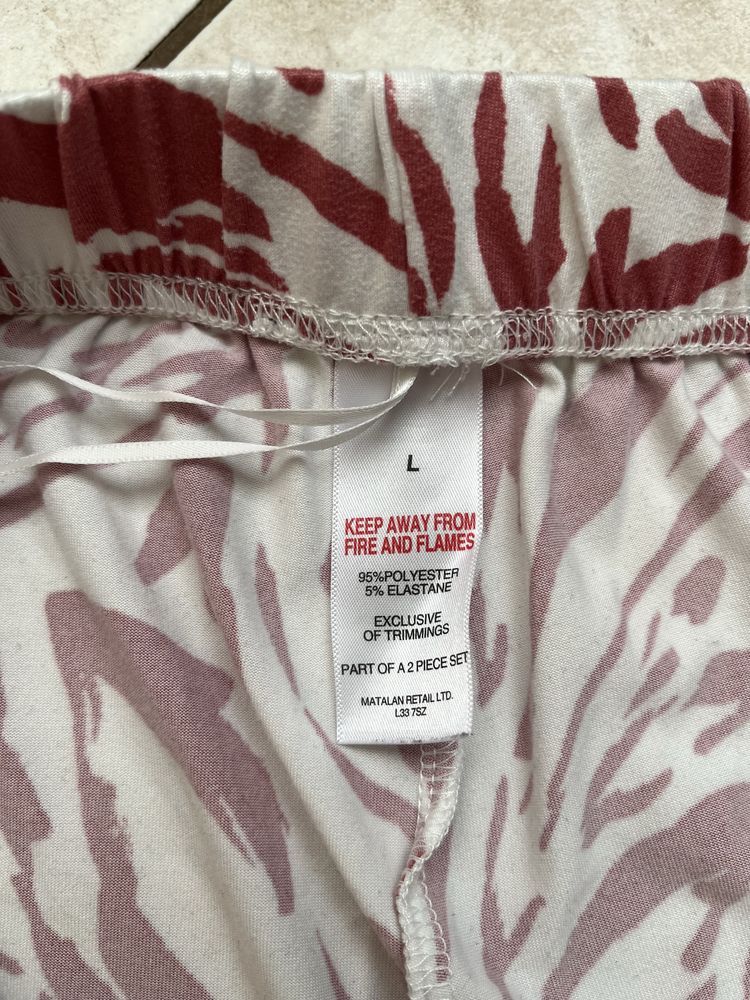 L
KEEP AWAY FROM
FIRE AND FLAMES
95%POLYESTER
5% ELASTANE
EXCLUSIVE
OF TRIMMINGS
PART OF A 2 PIECE SET
MATALAN RETAIL LTD.
L33 7SZ